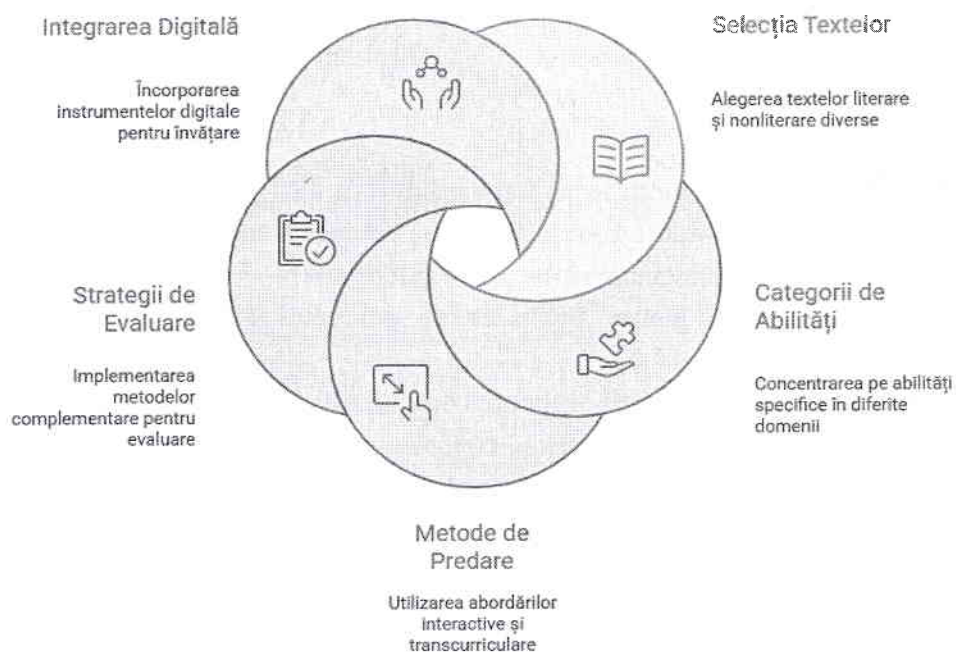 Integrarea Digitală
Încorporarea
instrumentelor digitale
pentru învățare
Selecția Textelor
Alegerea textelor literare
și nonliterare diverse
Strategii de
Evaluare
Implementarea
metodelor
complementare pentru
evaluare
Categorii de
Abilități
Concentrarea pe abilități
specifice în diferite
domenii
Metode de
Predare
Utilizarea abordărilor
interactive și
transcurriculare